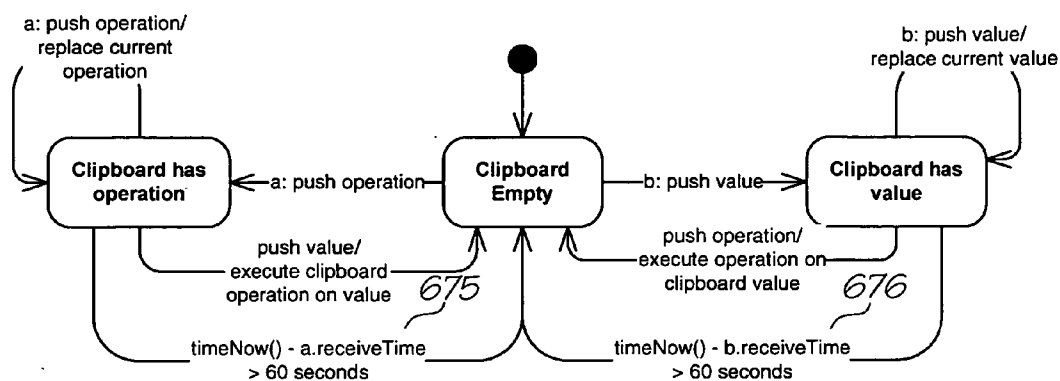 a: push operation/
replace current
operation
b: push value/
replace current value
Clipboard has
operation
a: push operation
Clipboard
Empty
b: push value
Clipboard has
value
push value/
execute clipboard
operation on value
675
push operation/
execute operation on
clipboard value
676
timeNow() - a.receiveTime
> 60 seconds
timeNow() - b.receiveTime
> 60 seconds